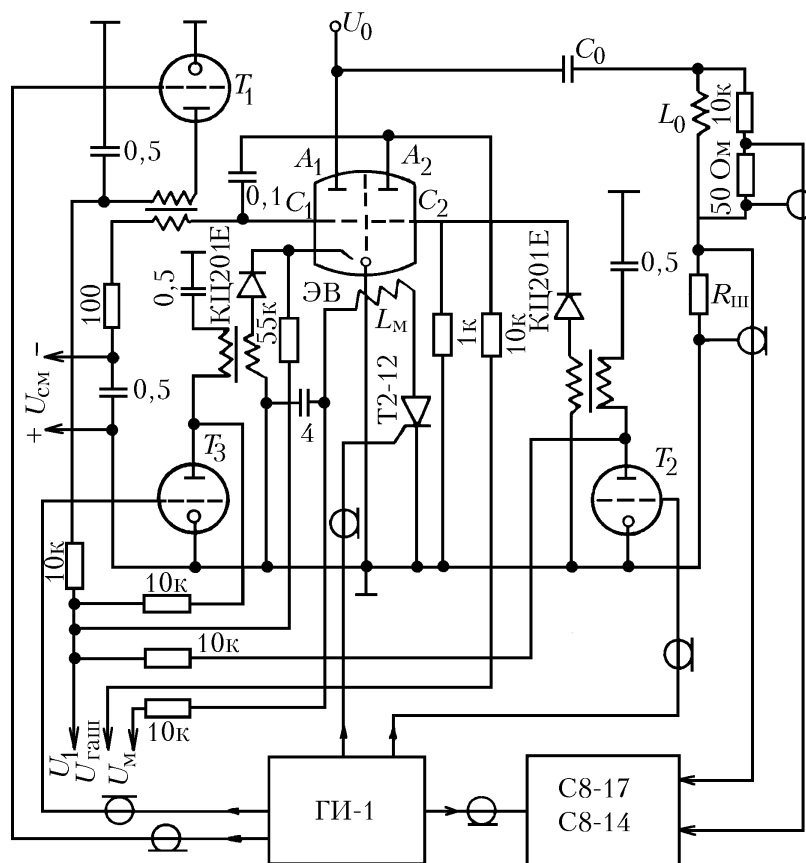 U₀
C₀
T₁
L₀
10к
0,5
A₁
A₂
50 Ом
0,1
C₁
C₂
КЦ201Е
0,5
ЭВ
КЦ201Е
0,5
Rш
100
55к
Lм
1к
10к
− Uсм +
0,5
4
Т2-12
T₃
T₂
10к
10к
10к
10к
U₁
Uгаш
Uм
ГИ-1
С8-17
С8-14